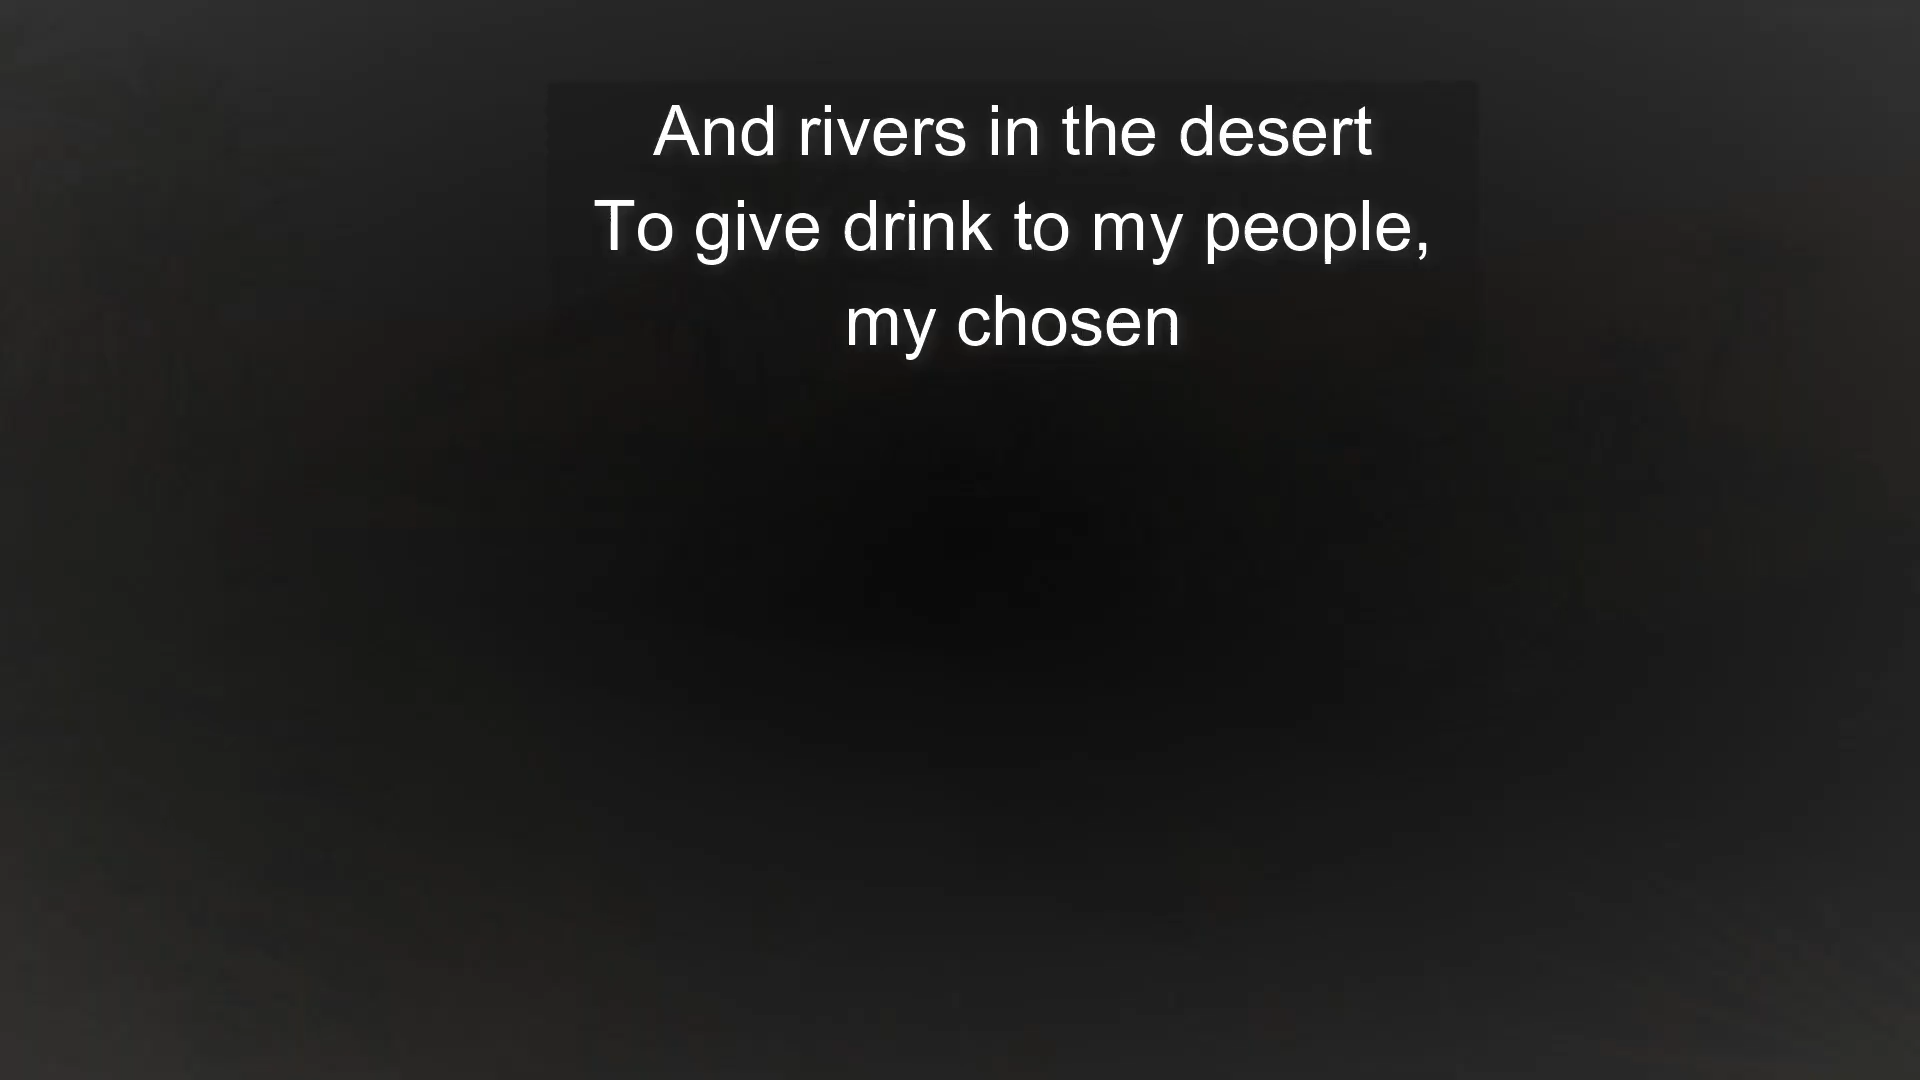 And rivers in the desert
To give drink to my people,
my chosen